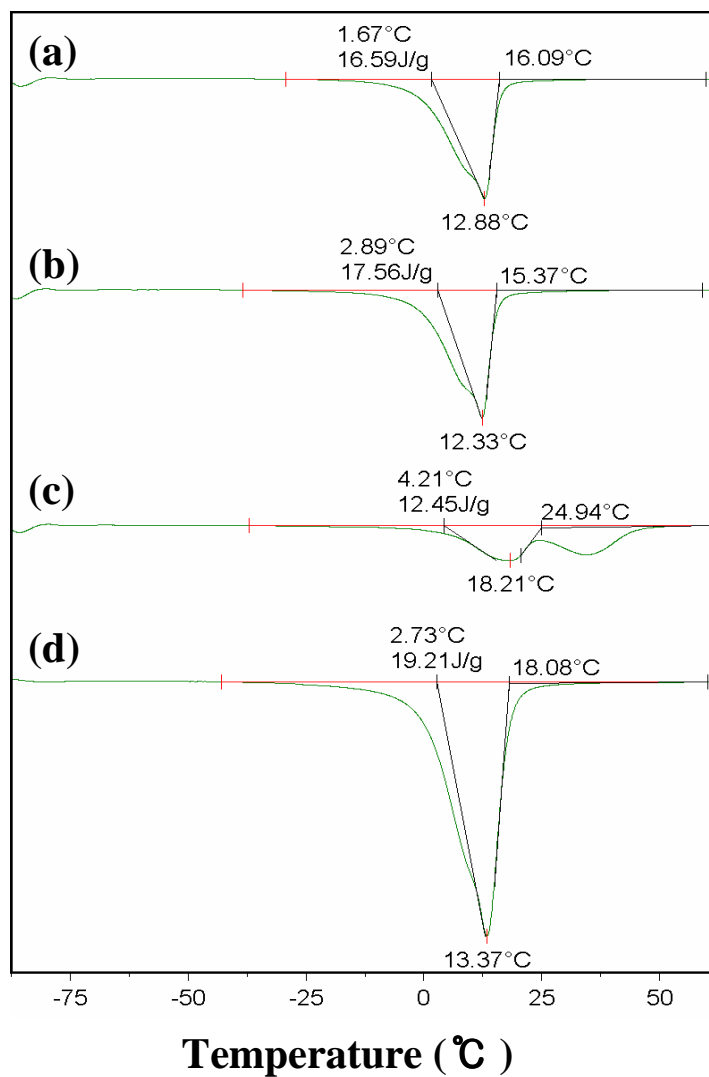 (a)
1.67°C
16.59J/g
16.09°C
12.88°C
(b)
2.89°C
17.56J/g
15.37°C
12.33°C
(c)
4.21°C
12.45J/g
24.94°C
18.21°C
(d)
2.73°C
19.21J/g
18.08°C
13.37°C
-75 -50 -25 0 25 50
Temperature (℃)